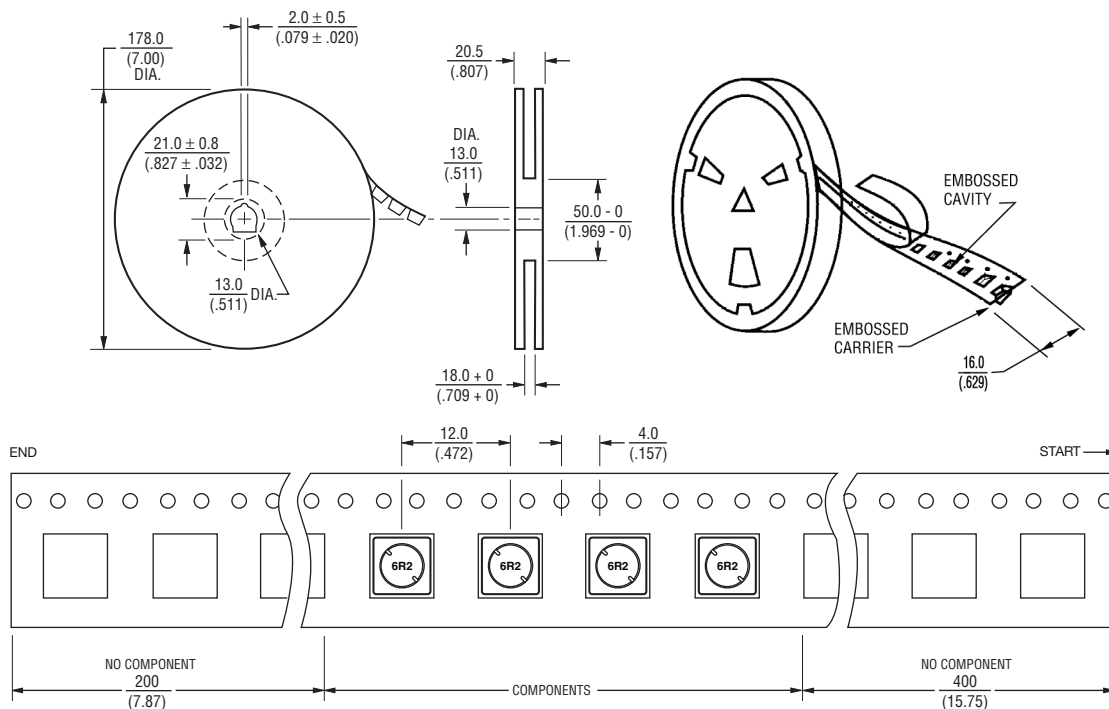 2.0 ± 0.5
(.079 ± .020)
178.0
(7.00)
DIA.
20.5
(.807)
21.0 ± 0.8
(.827 ± .032)
DIA.
13.0
(.511)
50.0 - 0
(1.969 - 0)
EMBOSSED
CAVITY
13.0
(.511)
DIA.
EMBOSSED
CARRIER
16.0
(.629)
18.0 + 0
(.709 + 0)
END
12.0
(.472)
4.0
(.157)
START
6R2
6R2
6R2
6R2
NO COMPONENT
200
(7.87)
COMPONENTS
NO COMPONENT
400
(15.75)